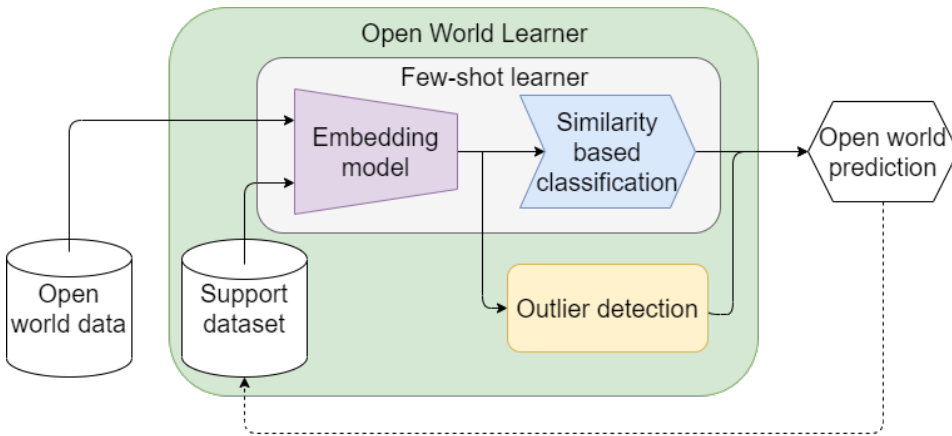 Open World Learner
Few-shot learner
Embedding
model
Similarity
based
classification
Open world
prediction
Open
world data
Support
dataset
Outlier detection